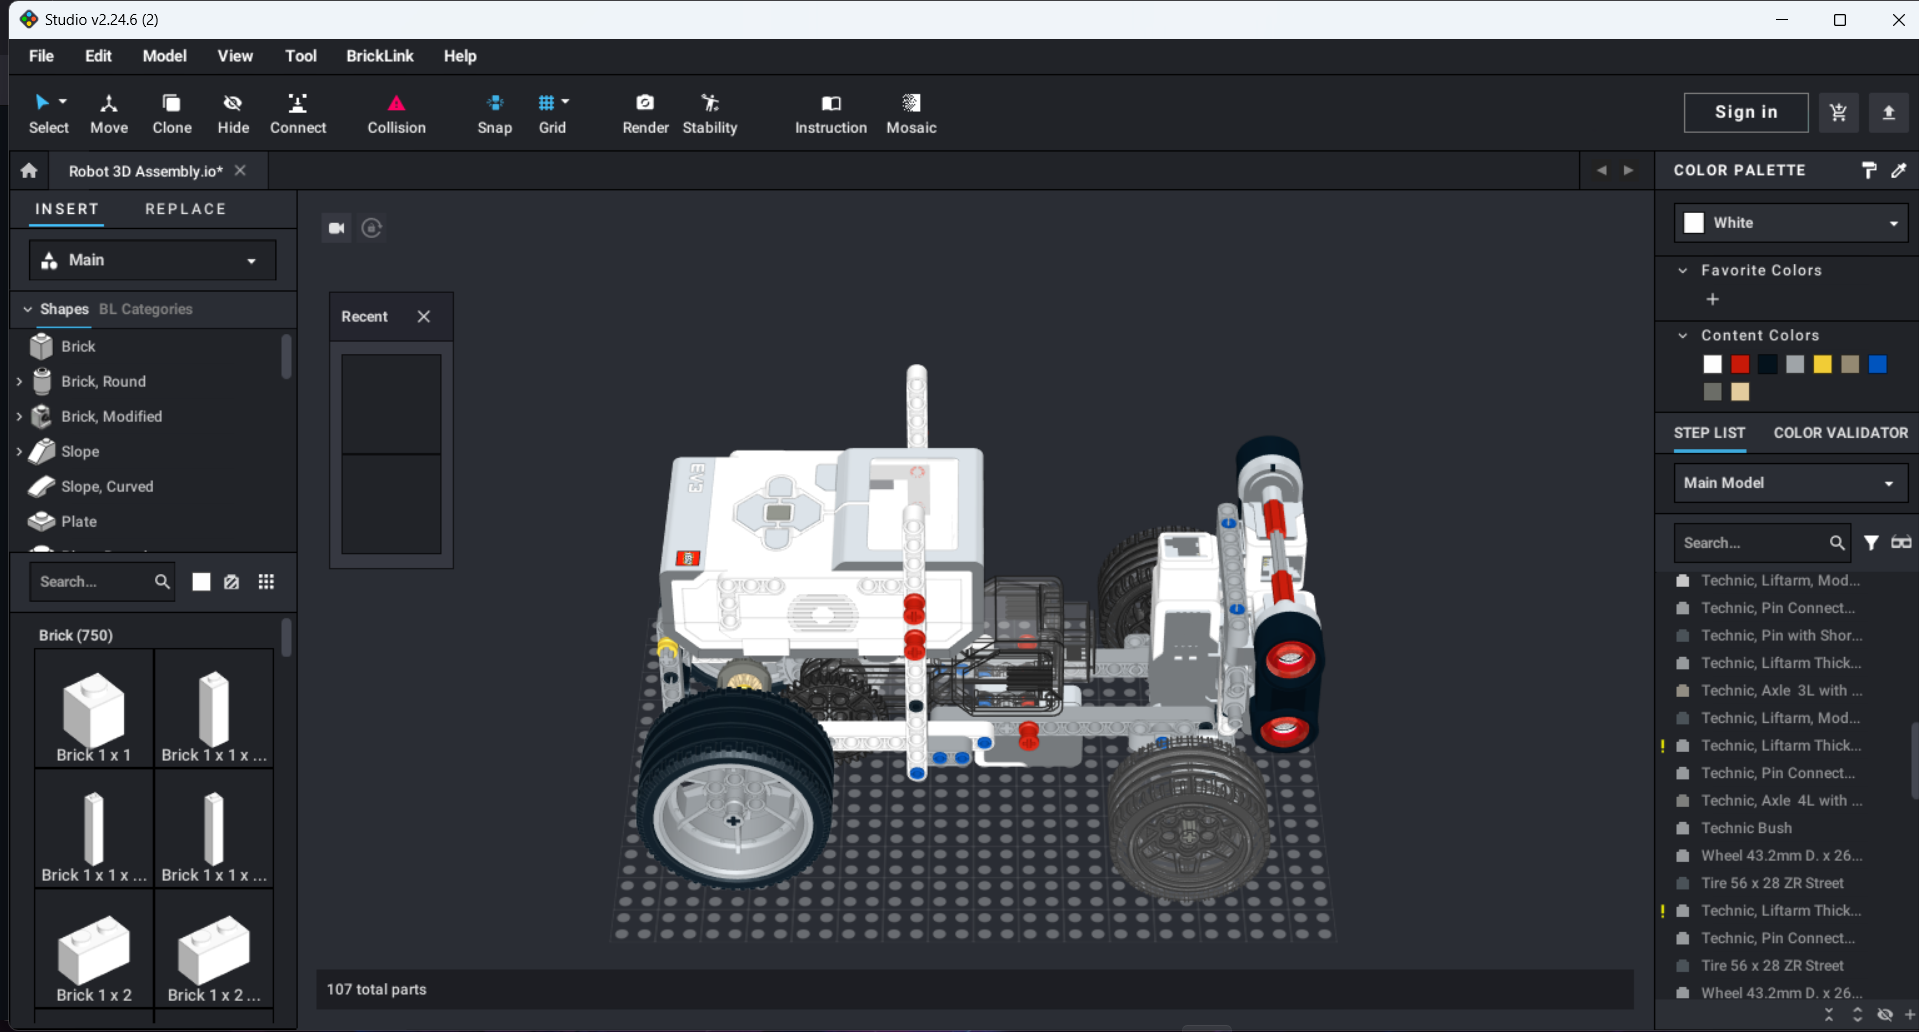 Studio v2.24.6 (2)
File Edit Model View Tool BrickLink Help
Select Move Clone Hide Connect Collision Snap Grid Render Stability Instruction Mosaic
Sign in
Robot 3D Assembly.io*
INSERT REPLACE
Main
Shapes BL Categories
Brick
Brick, Round
Brick, Modified
Slope
Slope, Curved
Plate
Search...
Brick (750)
Brick 1 x 1
Brick 1 x 1 x ...
Brick 1 x 1 x ...
Brick 1 x 1 x ...
Brick 1 x 2
Brick 1 x 2 ...
Recent
EV3
LEGO
107 total parts
COLOR PALETTE
White
Favorite Colors
+
Content Colors
STEP LIST COLOR VALIDATOR
Main Model
Search...
Technic, Liftarm, Mod...
Technic, Pin Connect...
Technic, Pin with Shor...
Technic, Liftarm Thick...
Technic, Axle 3L with ...
Technic, Liftarm, Mod...
! Technic, Liftarm Thick...
Technic, Pin Connect...
Technic, Axle 4L with ...
Technic Bush
Wheel 43.2mm D. x 26...
Tire 56 x 28 ZR Street
! Technic, Liftarm Thick...
Technic, Pin Connect...
Tire 56 x 28 ZR Street
Wheel 43.2mm D. x 26...